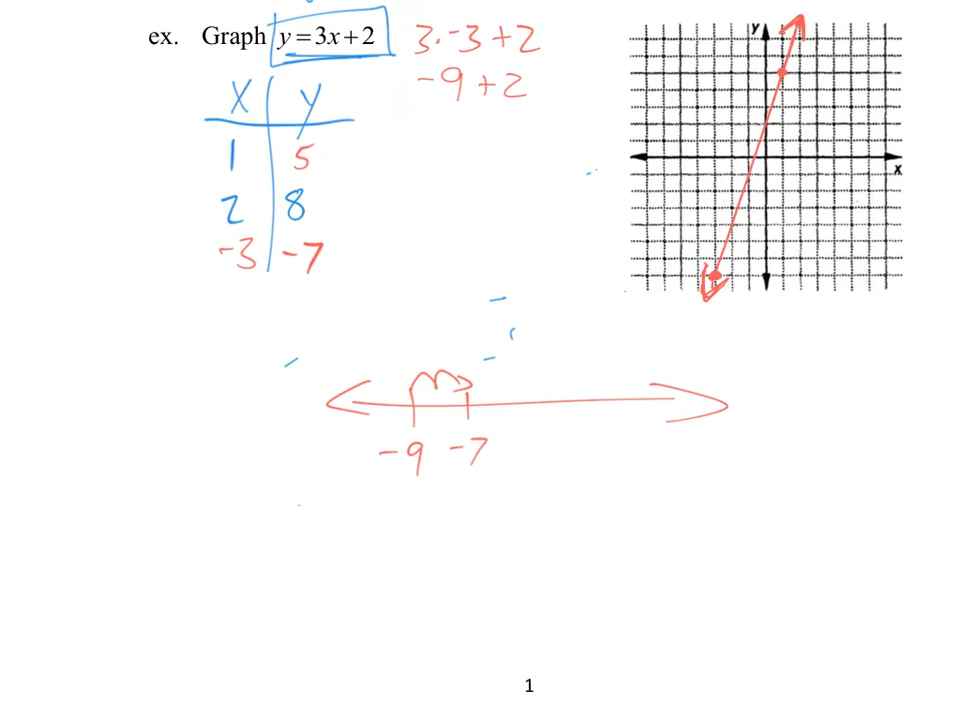 ex. Graph y = 3x + 2
3·-3+2
-9+2
X Y
1 5
2 8
-3 -7
y
x
-9 -7
1